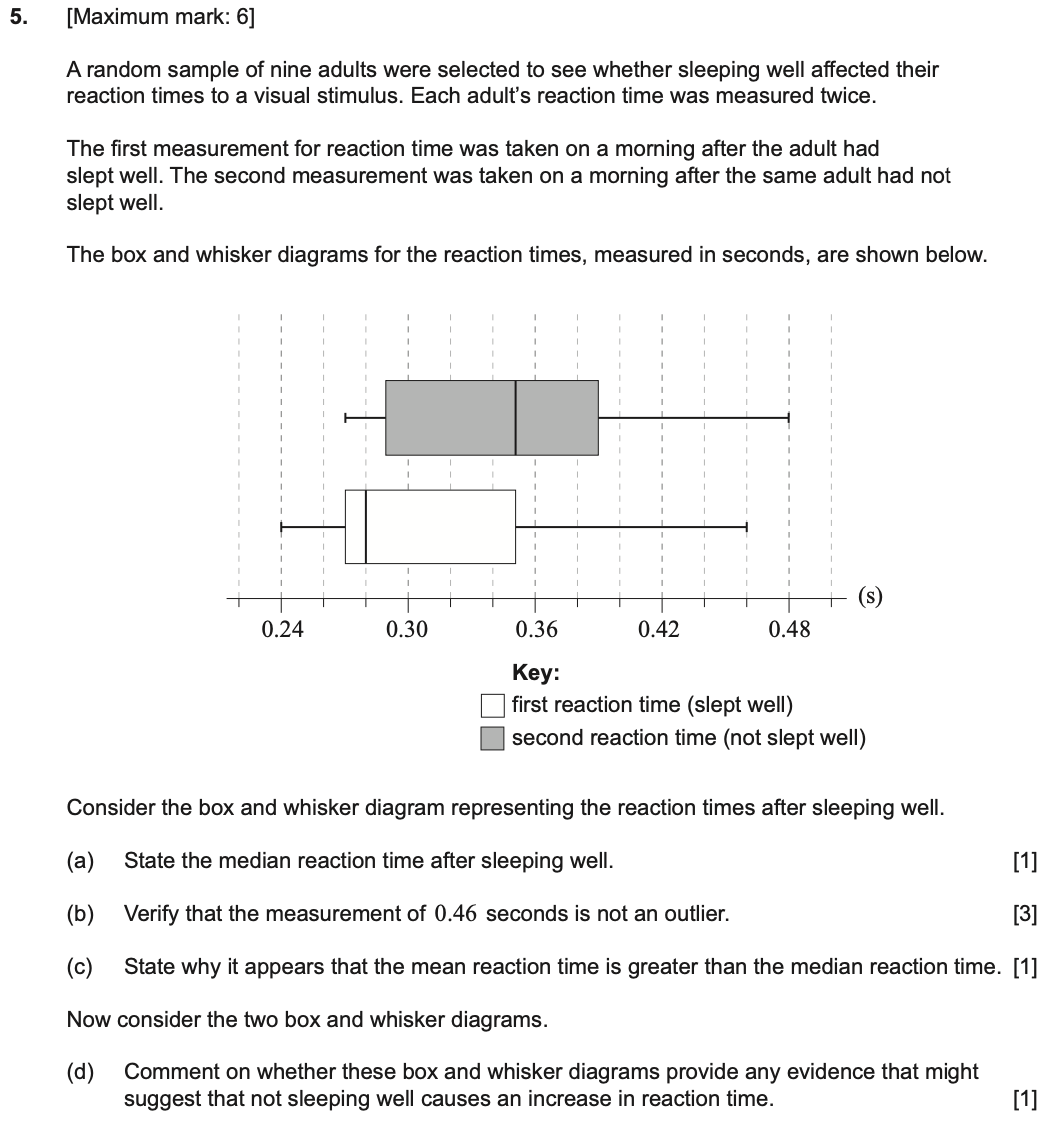 5. [Maximum mark: 6]
A random sample of nine adults were selected to see whether sleeping well affected their
reaction times to a visual stimulus. Each adult's reaction time was measured twice.
The first measurement for reaction time was taken on a morning after the adult had
slept well. The second measurement was taken on a morning after the same adult had not
slept well.
The box and whisker diagrams for the reaction times, measured in seconds, are shown below.
(s)
0.24 0.30 0.36 0.42 0.48
Key:
first reaction time (slept well)
second reaction time (not slept well)
Consider the box and whisker diagram representing the reaction times after sleeping well.
(a) State the median reaction time after sleeping well. [1]
(b) Verify that the measurement of 0.46 seconds is not an outlier. [3]
(c) State why it appears that the mean reaction time is greater than the median reaction time. [1]
Now consider the two box and whisker diagrams.
(d) Comment on whether these box and whisker diagrams provide any evidence that might
suggest that not sleeping well causes an increase in reaction time. [1]